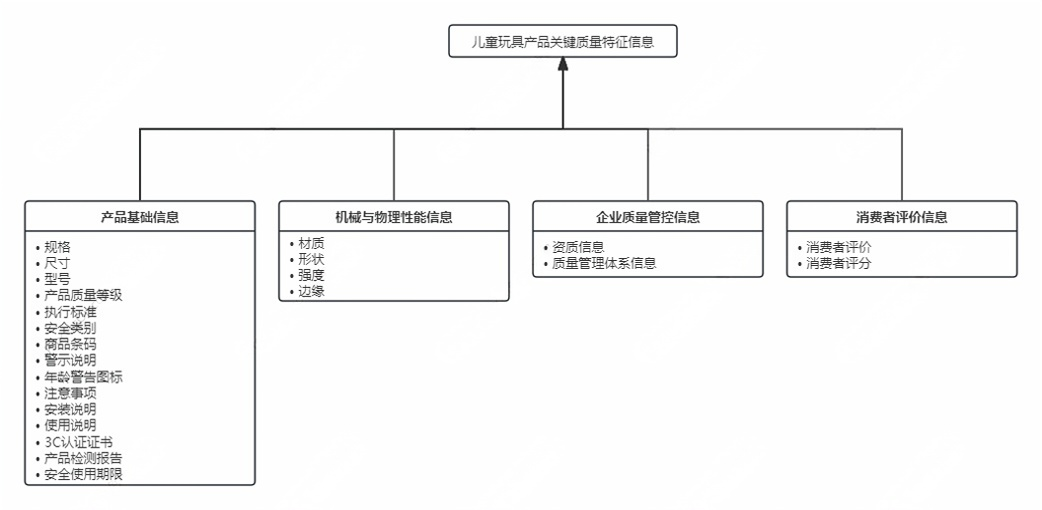 儿童玩具产品关键质量特征信息
产品基础信息
• 规格
• 尺寸
• 型号
• 产品质量等级
• 执行标准
• 安全类别
• 商品条码
• 警示说明
• 年龄警告图标
• 注意事项
• 安装说明
• 使用说明
• 3C认证证书
• 产品检测报告
• 安全使用期限
机械与物理性能信息
• 材质
• 形状
• 强度
• 边缘
企业质量管控信息
• 资质信息
• 质量管理体系信息
消费者评价信息
• 消费者评价
• 消费者评分